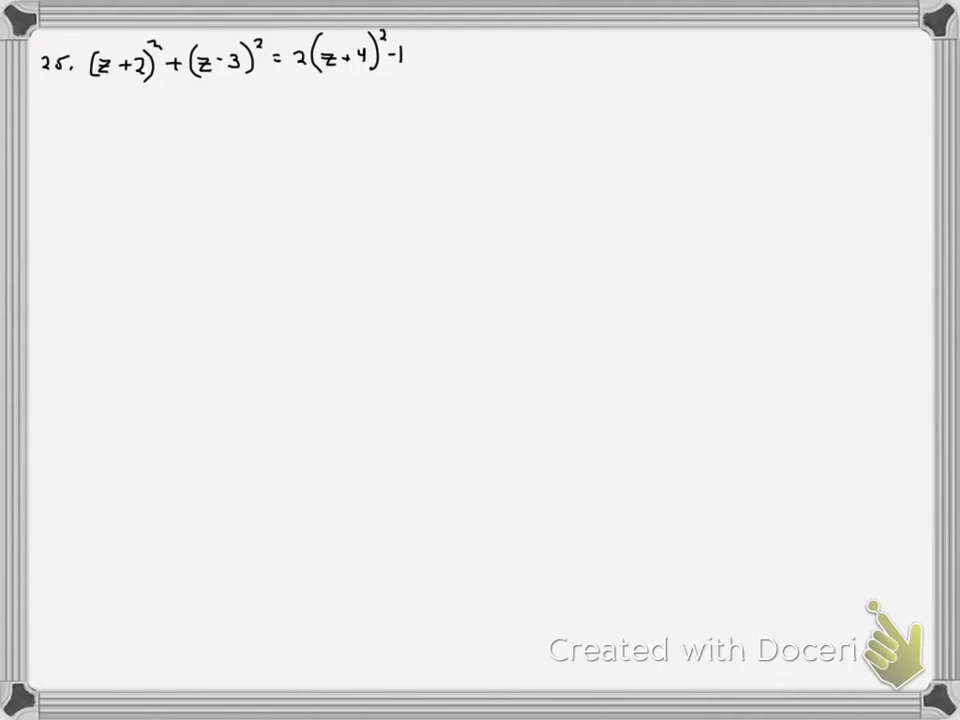 25. (z+2)² + (z-3)² = 2(z+4)² -1
Created with Doceri